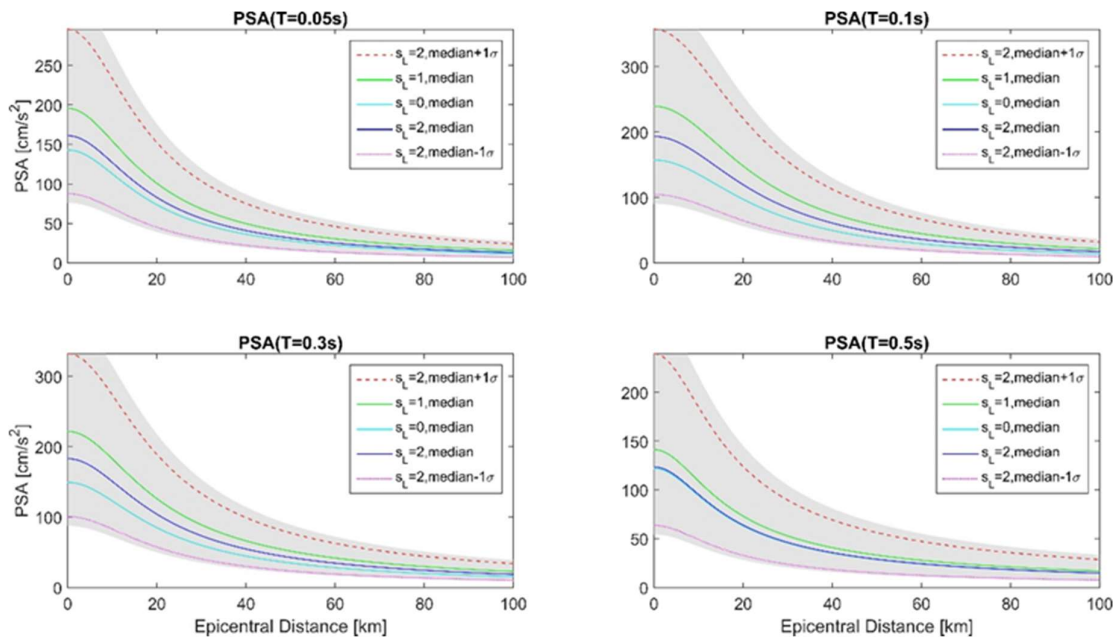 PSA(T=0.05s)
PSA [cm/s²]
250
200
150
100
50
0
0 20 40 60 80 100
s_L=2,median+1σ
s_L=1,median
s_L=0,median
s_L=2,median
s_L=2,median-1σ
PSA(T=0.1s)
300
200
100
0
0 20 40 60 80 100
s_L=2,median+1σ
s_L=1,median
s_L=0,median
s_L=2,median
s_L=2,median-1σ
PSA(T=0.3s)
PSA [cm/s²]
300
200
100
0
0 20 40 60 80 100
Epicentral Distance [km]
s_L=2,median+1σ
s_L=1,median
s_L=0,median
s_L=2,median
s_L=2,median-1σ
PSA(T=0.5s)
200
150
100
50
0
0 20 40 60 80 100
Epicentral Distance [km]
s_L=2,median+1σ
s_L=1,median
s_L=0,median
s_L=2,median
s_L=2,median-1σ